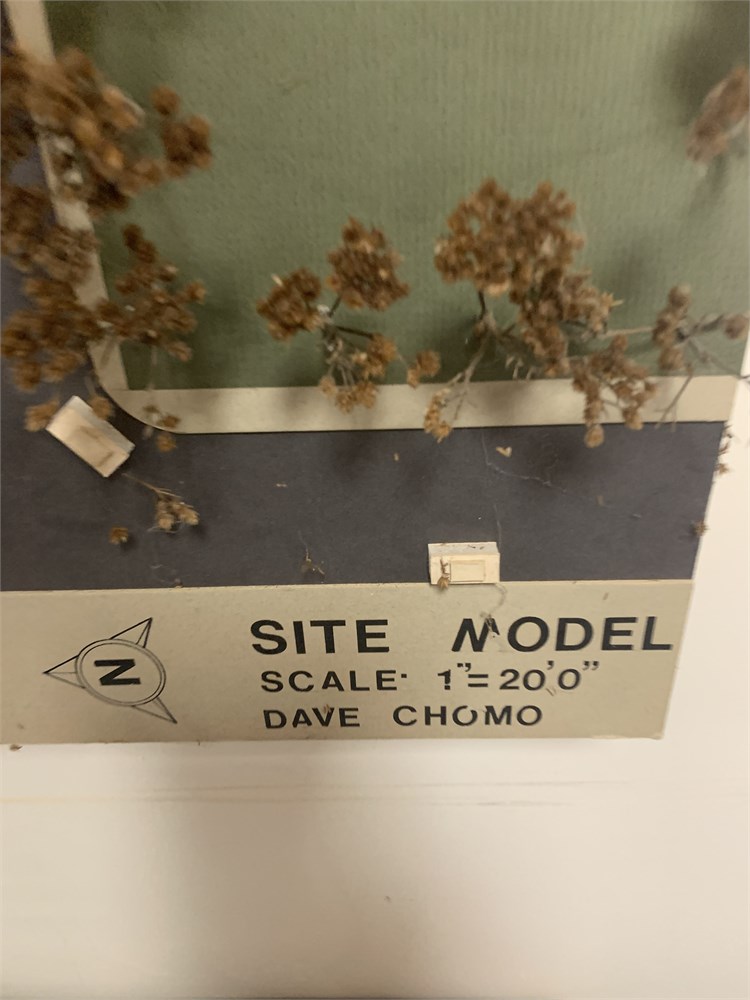 N
SITE MODEL
SCALE· 1"= 20'0"
DAVE CHOMO